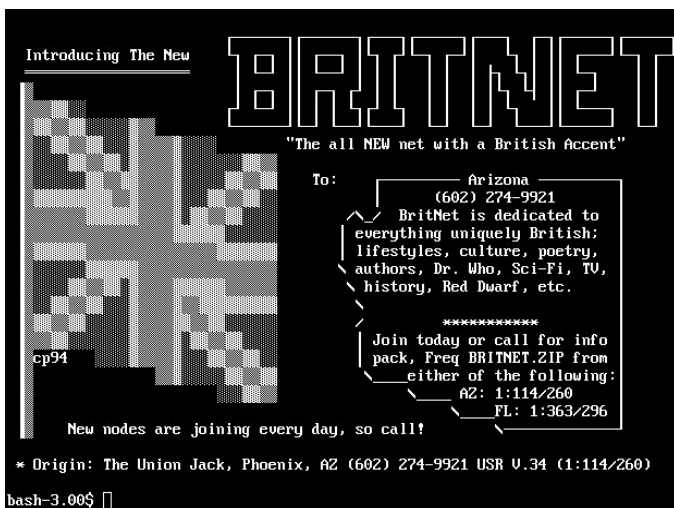 Introducing The New
BRITNET
"The all NEW net with a British Accent"
To:
Arizona
(602) 274-9921
BritNet is dedicated to
everything uniquely British;
lifestyles, culture, poetry,
authors, Dr. Who, Sci-Fi, TV,
history, Red Dwarf, etc.
***********
Join today or call for info
pack, Freq BRITNET.ZIP from
either of the following:
AZ: 1:114/260
FL: 1:363/296
cp94
New nodes are joining every day, so call!
* Origin: The Union Jack, Phoenix, AZ (602) 274-9921 USR V.34 (1:114/260)
bash-3.00$